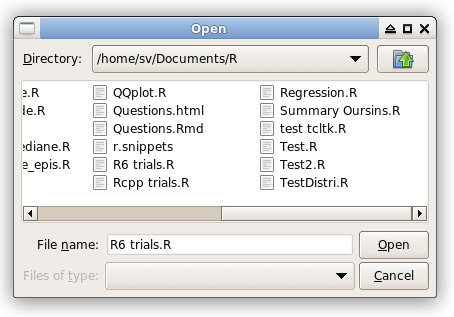 Open
Directory: /home/sv/Documents/R
e.R QQplot.R Regression.R
de.R Questions.html Summary Oursins.R
Questions.Rmd test tcltk.R
ediane.R r.snippets Test.R
e_epis.R R6 trials.R Test2.R
Rcpp trials.R TestDistri.R
File name: R6 trials.R Open
Files of type: Cancel